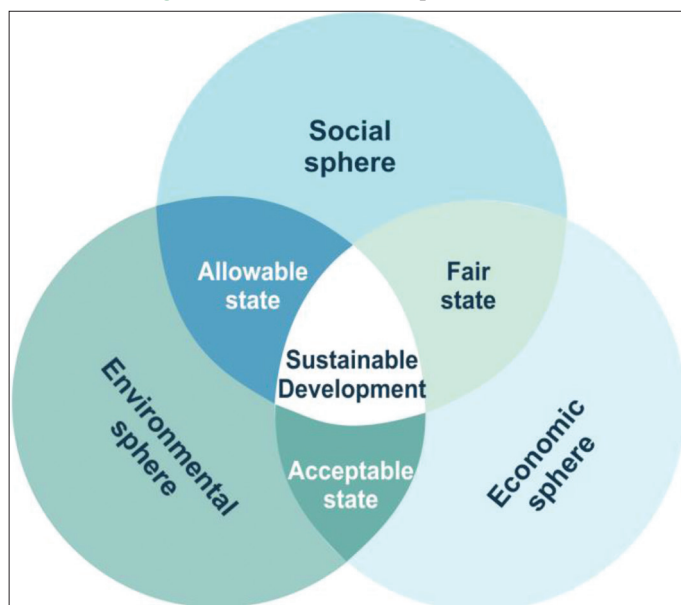 Social
sphere
Allowable
state
Fair
state
Sustainable
Development
Environmental
sphere
Economic
sphere
Acceptable
state